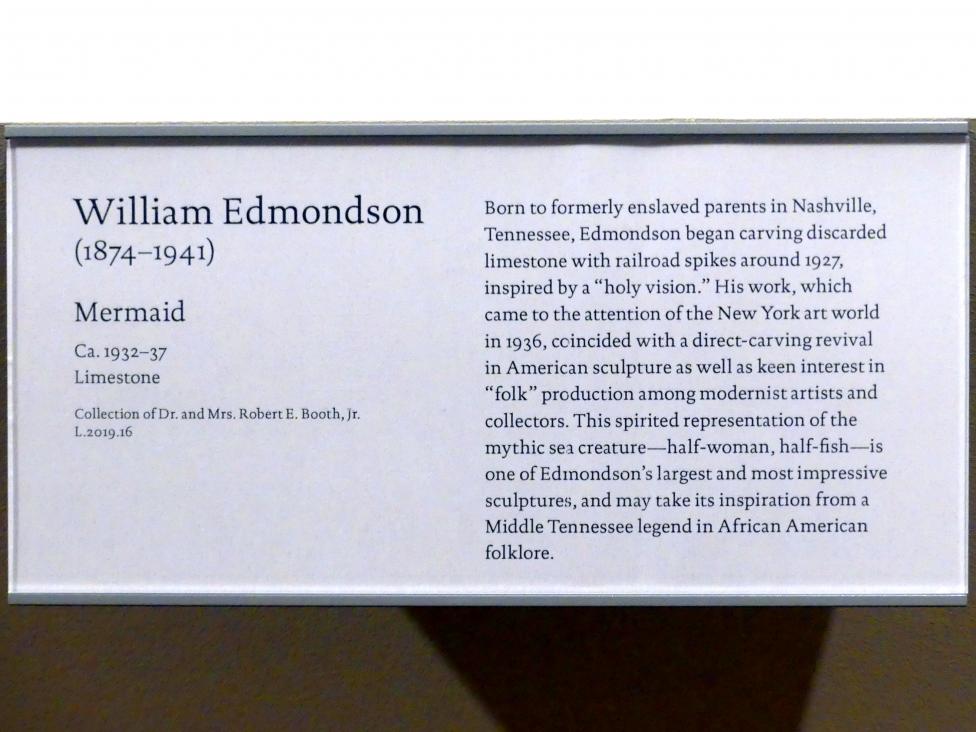 William Edmondson
(1874–1941)
Mermaid
Ca. 1932–37
Limestone
Collection of Dr. and Mrs. Robert E. Booth, Jr.
L.2019.16
Born to formerly enslaved parents in Nashville,
Tennessee, Edmondson began carving discarded
limestone with railroad spikes around 1927,
inspired by a “holy vision.” His work, which
came to the attention of the New York art world
in 1936, coincided with a direct-carving revival
in American sculpture as well as keen interest in
“folk” production among modernist artists and
collectors. This spirited representation of the
mythic sea creature—half-woman, half-fish—is
one of Edmondson’s largest and most impressive
sculptures, and may take its inspiration from a
Middle Tennessee legend in African American
folklore.